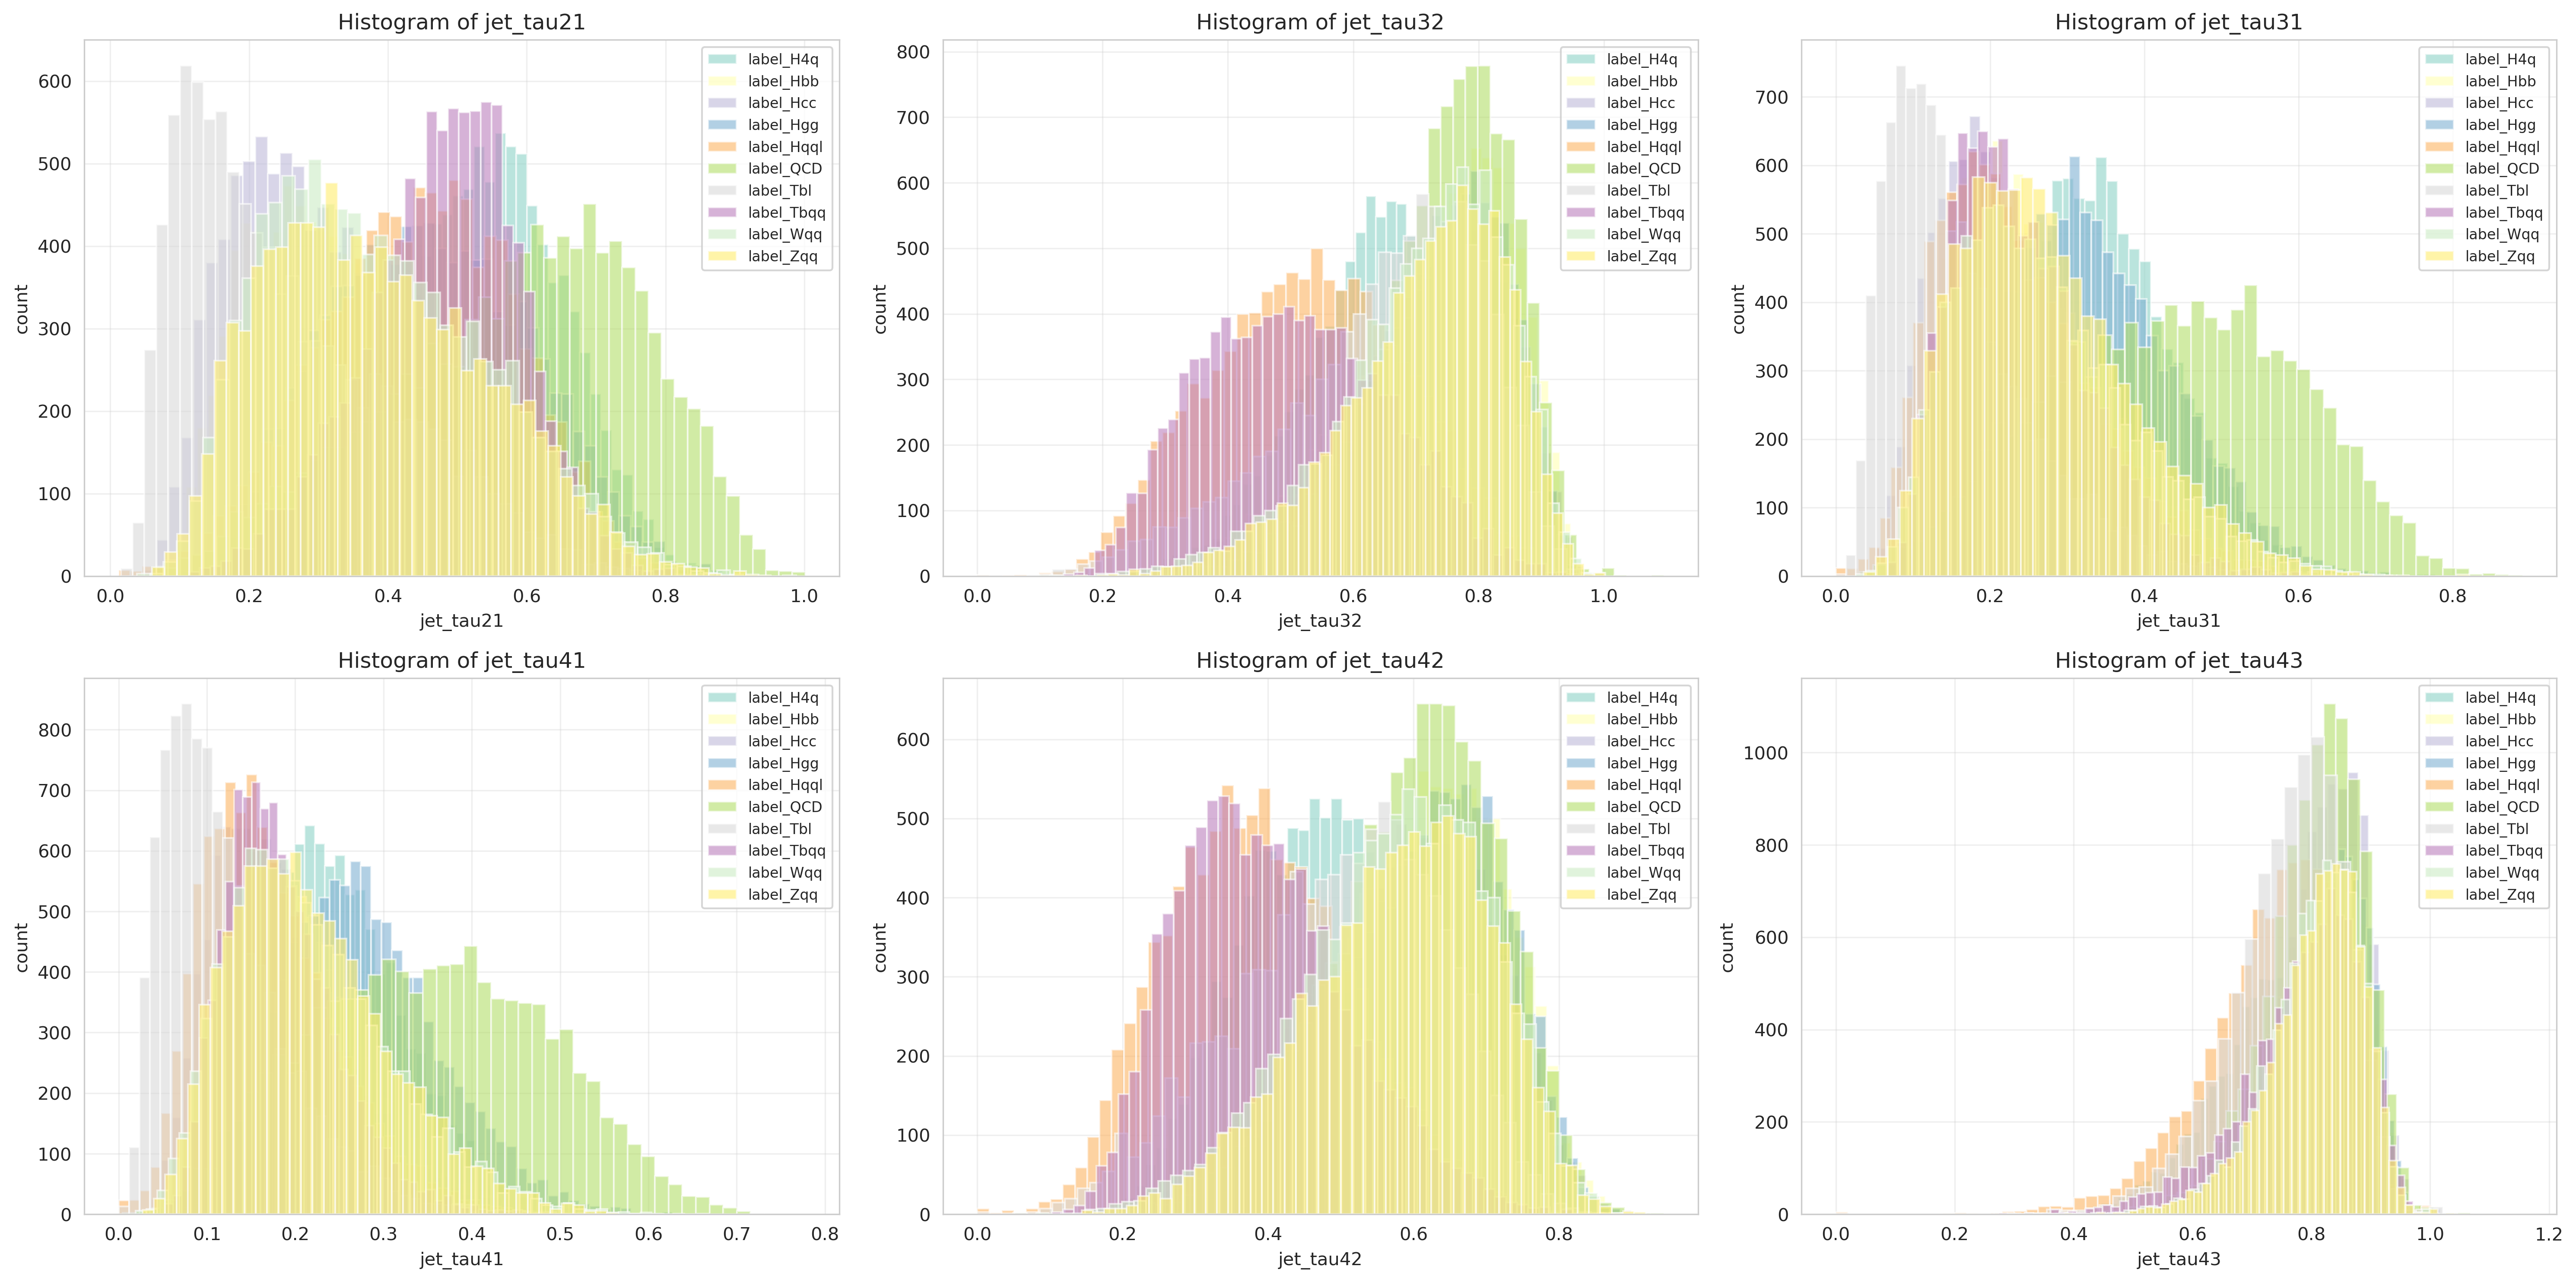 Histogram of jet_tau21
600
500
400
300
200
100
0
count
0.0 0.2 0.4 0.6 0.8 1.0
jet_tau21
label_H4q
label_Hbb
label_Hcc
label_Hgg
label_Hqql
label_QCD
label_Tbl
label_Tbqq
label_Wqq
label_Zqq
Histogram of jet_tau32
800
700
600
500
400
300
200
100
0
count
0.0 0.2 0.4 0.6 0.8 1.0
jet_tau32
label_H4q
label_Hbb
label_Hcc
label_Hgg
label_Hqql
label_QCD
label_Tbl
label_Tbqq
label_Wqq
label_Zqq
Histogram of jet_tau31
700
600
500
400
300
200
100
0
count
0.0 0.2 0.4 0.6 0.8
jet_tau31
label_H4q
label_Hbb
label_Hcc
label_Hgg
label_Hqql
label_QCD
label_Tbl
label_Tbqq
label_Wqq
label_Zqq
Histogram of jet_tau41
800
700
600
500
400
300
200
100
0
count
0.0 0.1 0.2 0.3 0.4 0.5 0.6 0.7 0.8
jet_tau41
label_H4q
label_Hbb
label_Hcc
label_Hgg
label_Hqql
label_QCD
label_Tbl
label_Tbqq
label_Wqq
label_Zqq
Histogram of jet_tau42
600
500
400
300
200
100
0
count
0.0 0.2 0.4 0.6 0.8
jet_tau42
label_H4q
label_Hbb
label_Hcc
label_Hgg
label_Hqql
label_QCD
label_Tbl
label_Tbqq
label_Wqq
label_Zqq
Histogram of jet_tau43
1000
800
600
400
200
0
count
0.0 0.2 0.4 0.6 0.8 1.0 1.2
jet_tau43
label_H4q
label_Hbb
label_Hcc
label_Hgg
label_Hqql
label_QCD
label_Tbl
label_Tbqq
label_Wqq
label_Zqq